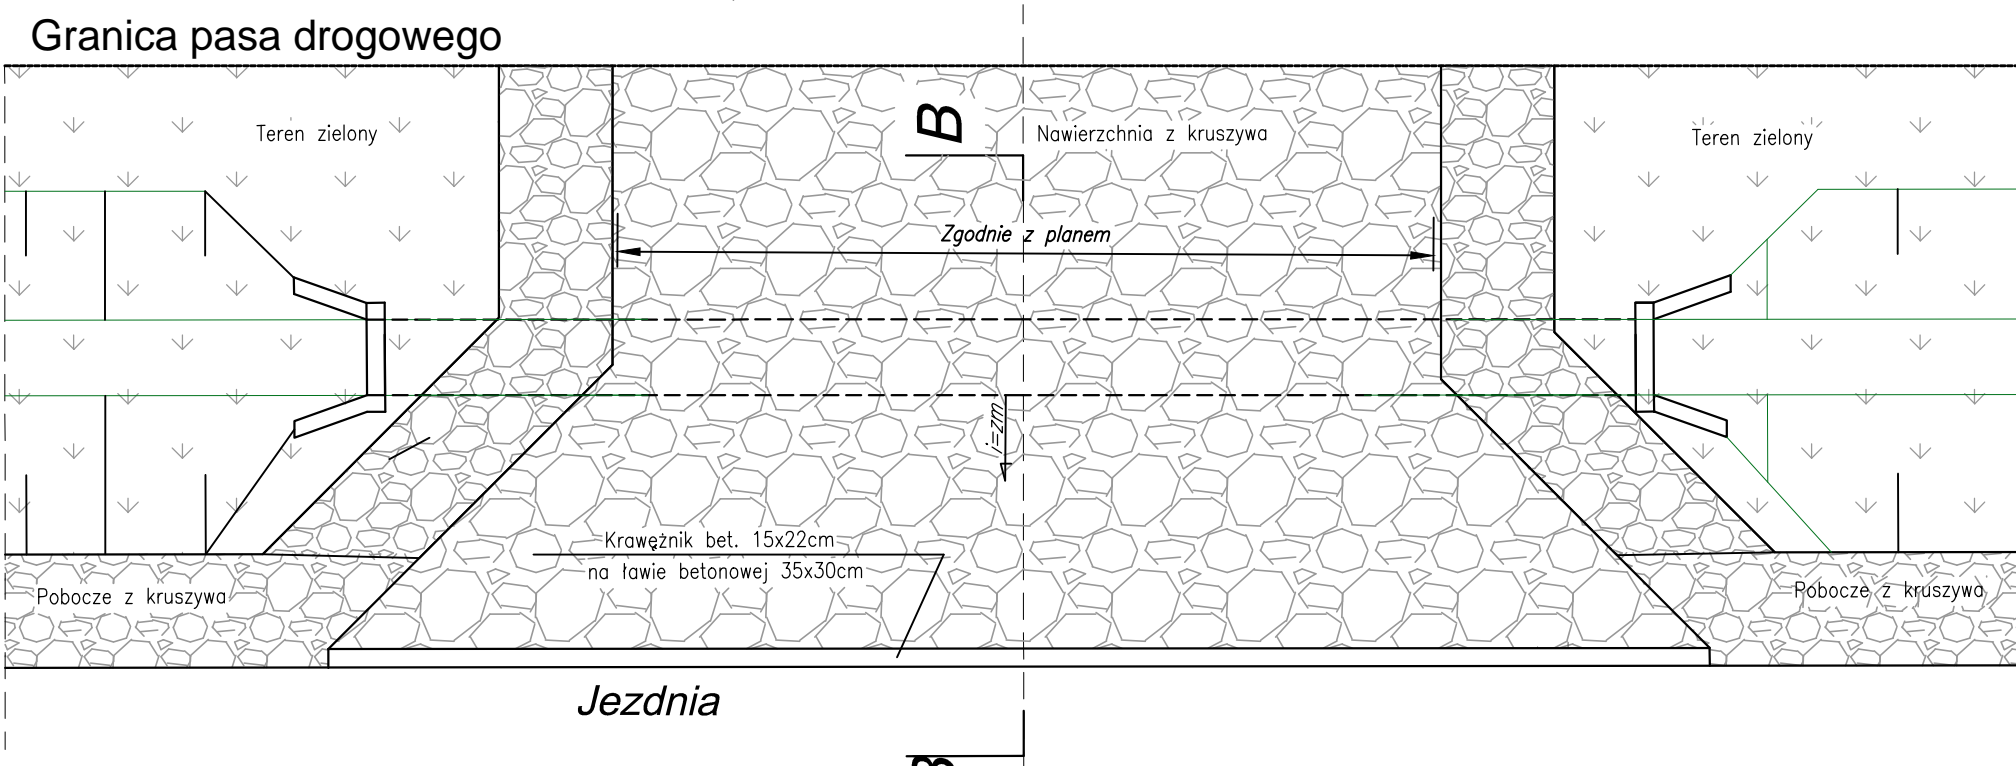 Granica pasa drogowego
Teren zielony
B
Nawierzchnia z kruszywa
Teren zielony
Zgodnie z planem
i=zm
Krawężnik bet. 15x22cm
na ławie betonowej 35x30cm
Pobocze z kruszywa
Pobocze z kruszywa
Jezdnia
B